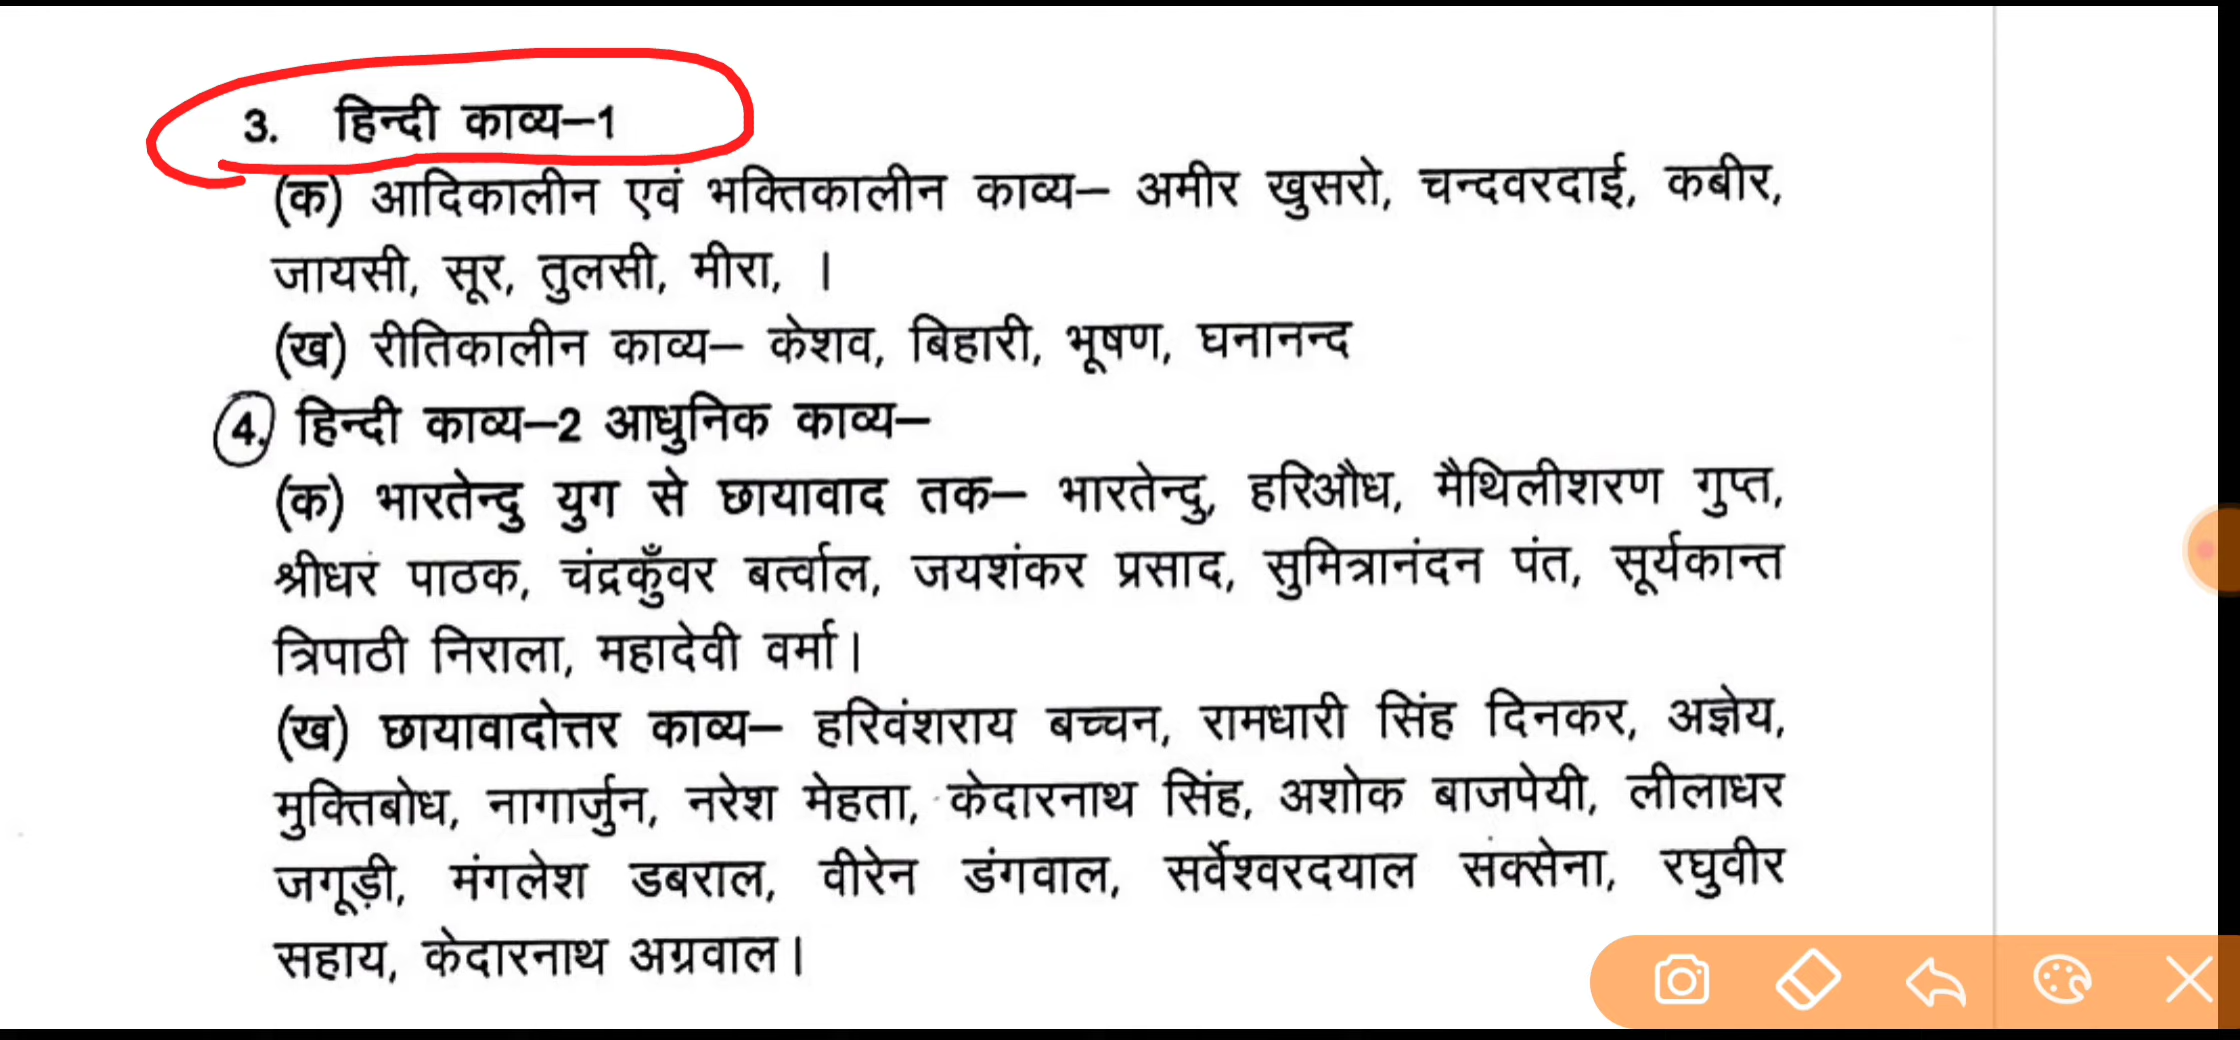 3. हिन्दी काव्य–1
(क) आदिकालीन एवं भक्तिकालीन काव्य– अमीर खुसरो, चन्दवरदाई, कबीर,
जायसी, सूर, तुलसी, मीरा, ।
(ख) रीतिकालीन काव्य– केशव, बिहारी, भूषण, घनानन्द
4. हिन्दी काव्य–2 आधुनिक काव्य–
(क) भारतेन्दु युग से छायावाद तक– भारतेन्दु, हरिऔध, मैथिलीशरण गुप्त,
श्रीधर पाठक, चंद्रकुँवर बर्त्वाल, जयशंकर प्रसाद, सुमित्रानंदन पंत, सूर्यकान्त
त्रिपाठी निराला, महादेवी वर्मा।
(ख) छायावादोत्तर काव्य– हरिवंशराय बच्चन, रामधारी सिंह दिनकर, अज्ञेय,
मुक्तिबोध, नागार्जुन, नरेश मेहता, केदारनाथ सिंह, अशोक बाजपेयी, लीलाधर
जगूड़ी, मंगलेश डबराल, वीरेन डंगवाल, सर्वेश्वरदयाल सक्सेना, रघुवीर
सहाय, केदारनाथ अग्रवाल।